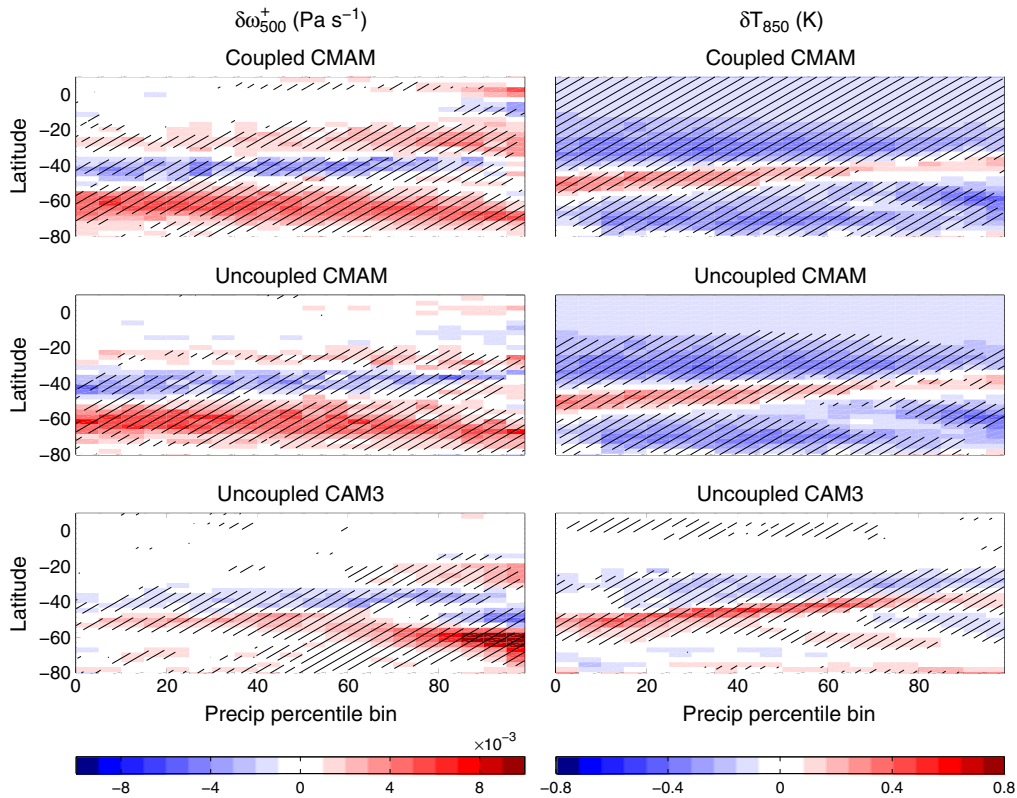 δω⁺₅₀₀ (Pa s⁻¹)
δT₈₅₀ (K)
Coupled CMAM
Coupled CMAM
Latitude
0
−20
−40
−60
−80
Uncoupled CMAM
Uncoupled CMAM
Latitude
0
−20
−40
−60
−80
Uncoupled CAM3
Uncoupled CAM3
Latitude
0
−20
−40
−60
−80
0 20 40 60 80
0 20 40 60 80
Precip percentile bin
Precip percentile bin
×10⁻³
−8 −4 0 4 8
−0.8 −0.4 0 0.4 0.8